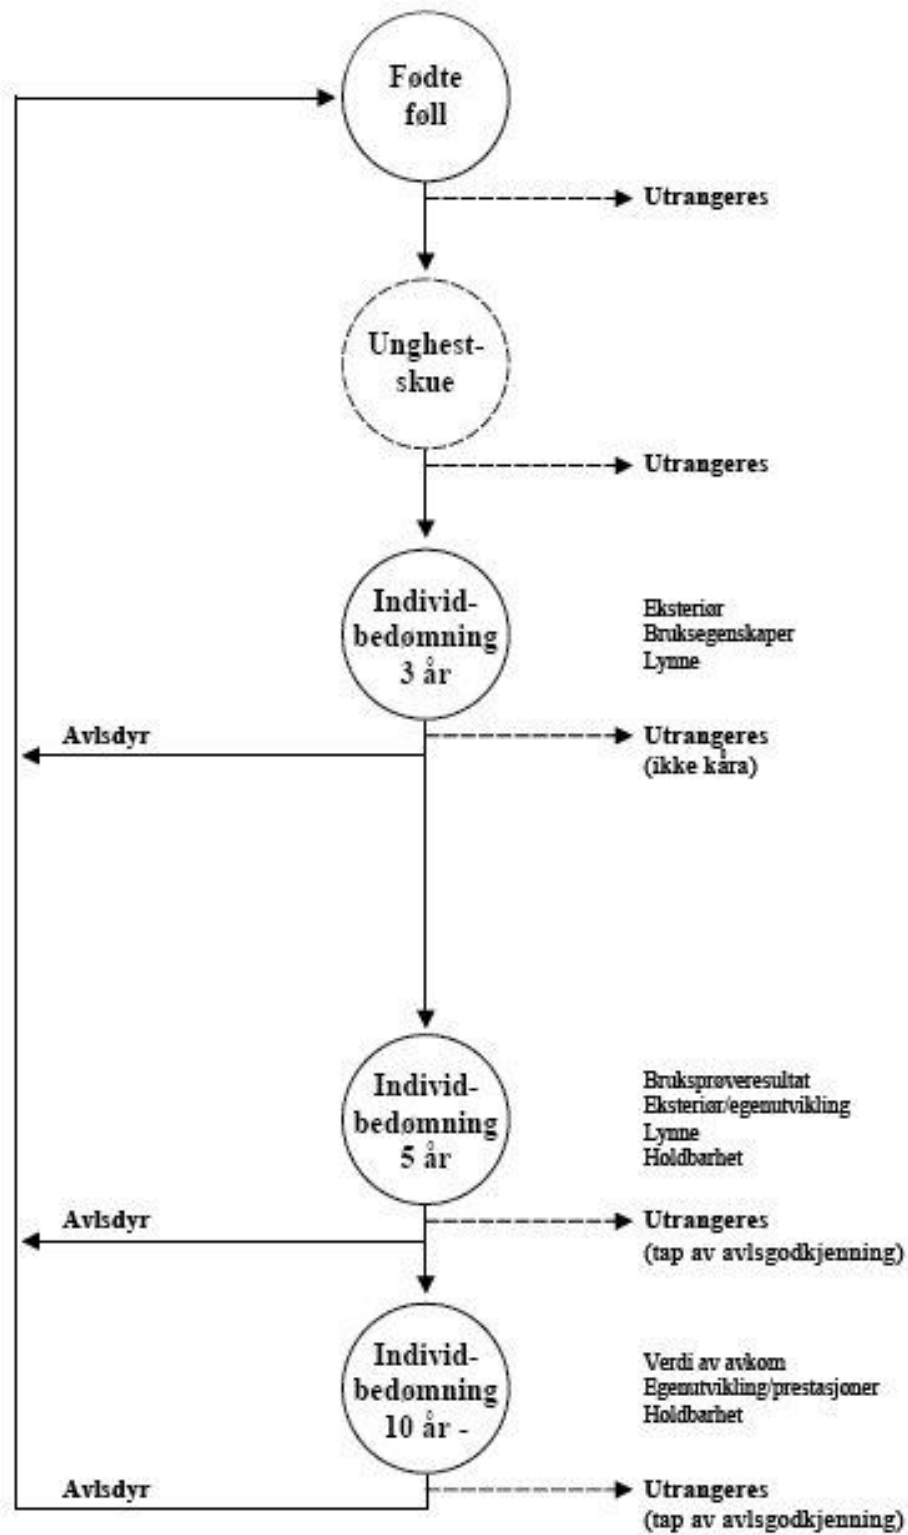 Fødte
føll
Utrangeres
Unghest-
skue
Utrangeres
Individ-
bedømning
3 år
Eksteriør
Bruksegenskaper
Lynne
Avlsdyr
Utrangeres
(ikke kåra)
Individ-
bedømning
5 år
Bruksprøveresultat
Eksteriør/egenutvikling
Lynne
Holdbarhet
Avlsdyr
Utrangeres
(tap av avlsgodkjenning)
Individ-
bedømning
10 år -
Verdi av avkom
Egenutvikling/prestasjoner
Holdbarhet
Avlsdyr
Utrangeres
(tap av avlsgodkjenning)